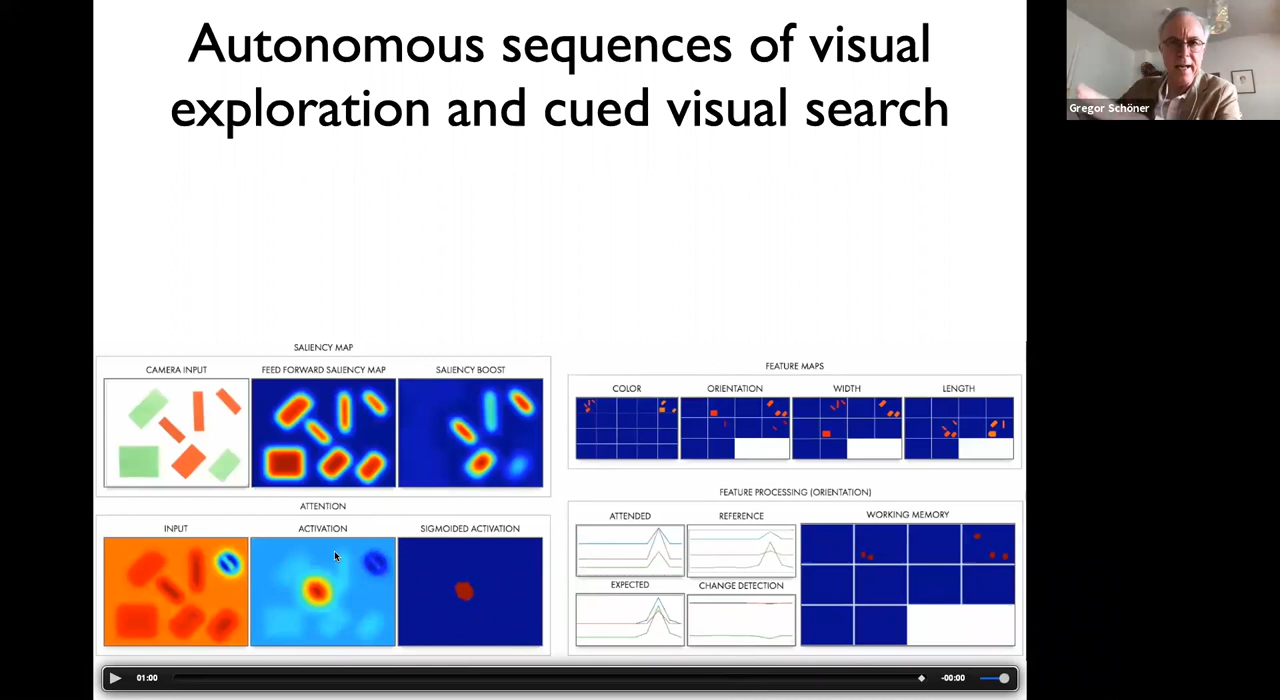 Autonomous sequences of visual
exploration and cued visual search
Gregor Schöner
SALIENCY MAP
CAMERA INPUT
FEED FORWARD SALIENCY MAP
SALIENCY BOOST
FEATURE MAPS
COLOR
ORIENTATION
WIDTH
LENGTH
ATTENTION
INPUT
ACTIVATION
SIGMOIDED ACTIVATION
FEATURE PROCESSING (ORIENTATION)
ATTENDED
REFERENCE
WORKING MEMORY
EXPECTED
CHANGE DETECTION
01:00
-00:00